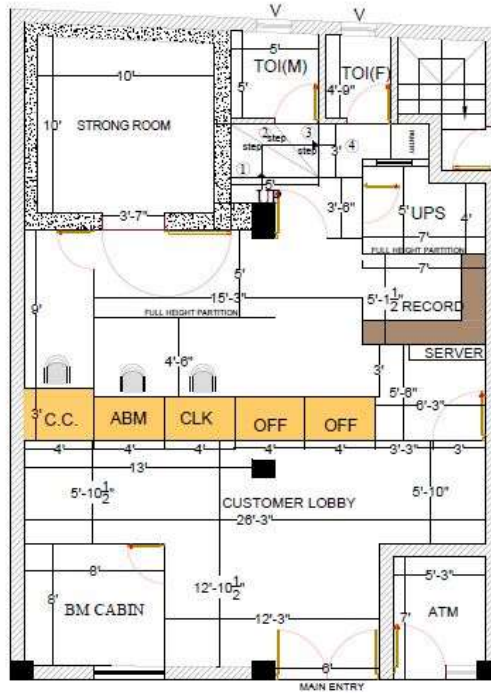 V
V
5'
TOI(M)
TOI(F)
10'
5'
4'-9"
10'
STRONG ROOM
② step
③ step
④
3'
PANTRY
step
①
5'
UP
3'-7"
3'-6"
5'
UPS
4'
7'
FULL HEIGHT PARTITION
7'
5'
15'-3"
5'-1 1/2"
RECORD
9'
FULL HEIGHT PARTITION
4'-6"
3'
SERVER
5'-6"
6'-3"
3'
C.C.
ABM
CLK
OFF
OFF
4'
4'
4'
4'
4'
3'-3"
3'
13'
5'-10 1/2"
5'-10"
CUSTOMER LOBBY
26'-3"
8'
12'-10 1/2"
5'-3"
8'
BM CABIN
12'-3"
7'
ATM
6'
MAIN ENTRY